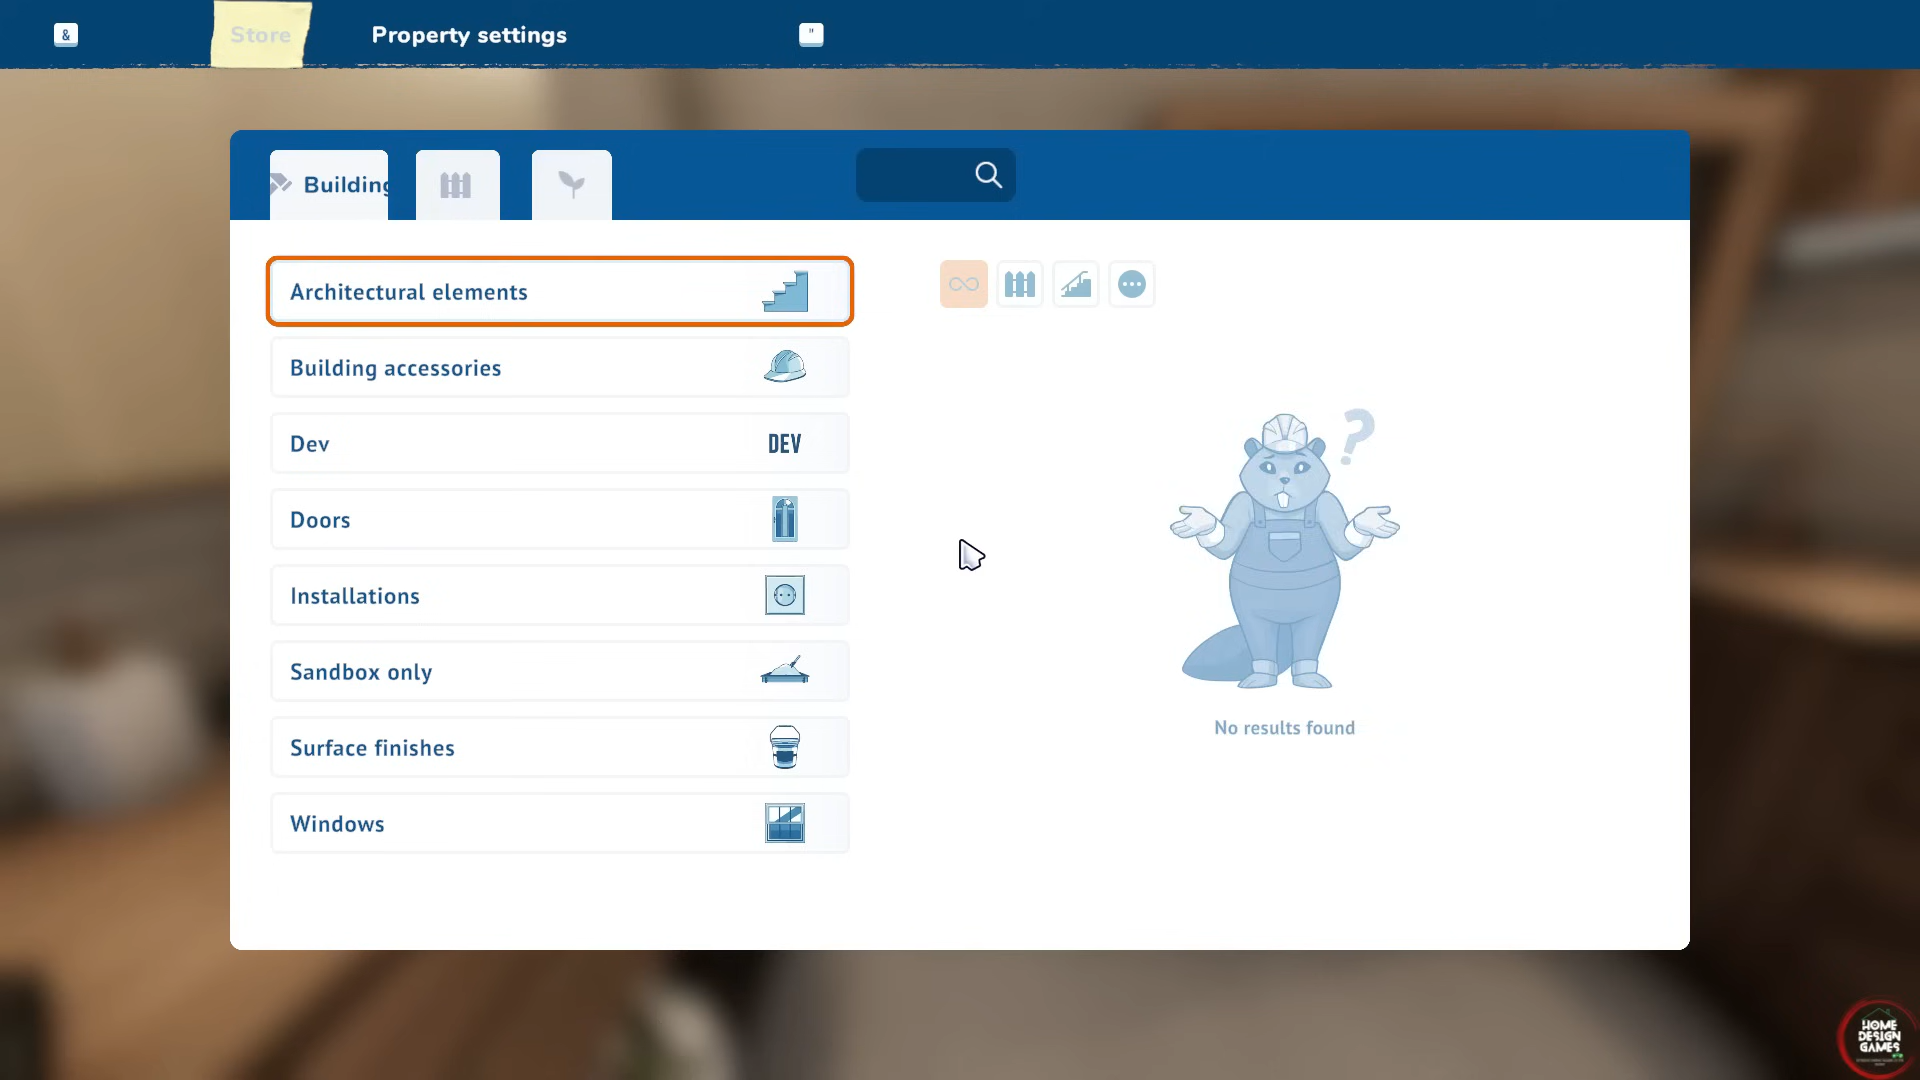 &
Store
Property settings
"
Building
Architectural elements
Building accessories
Dev
DEV
Doors
Installations
Sandbox only
Surface finishes
Windows
?
No results found
HOME
DESIGN
GAMES